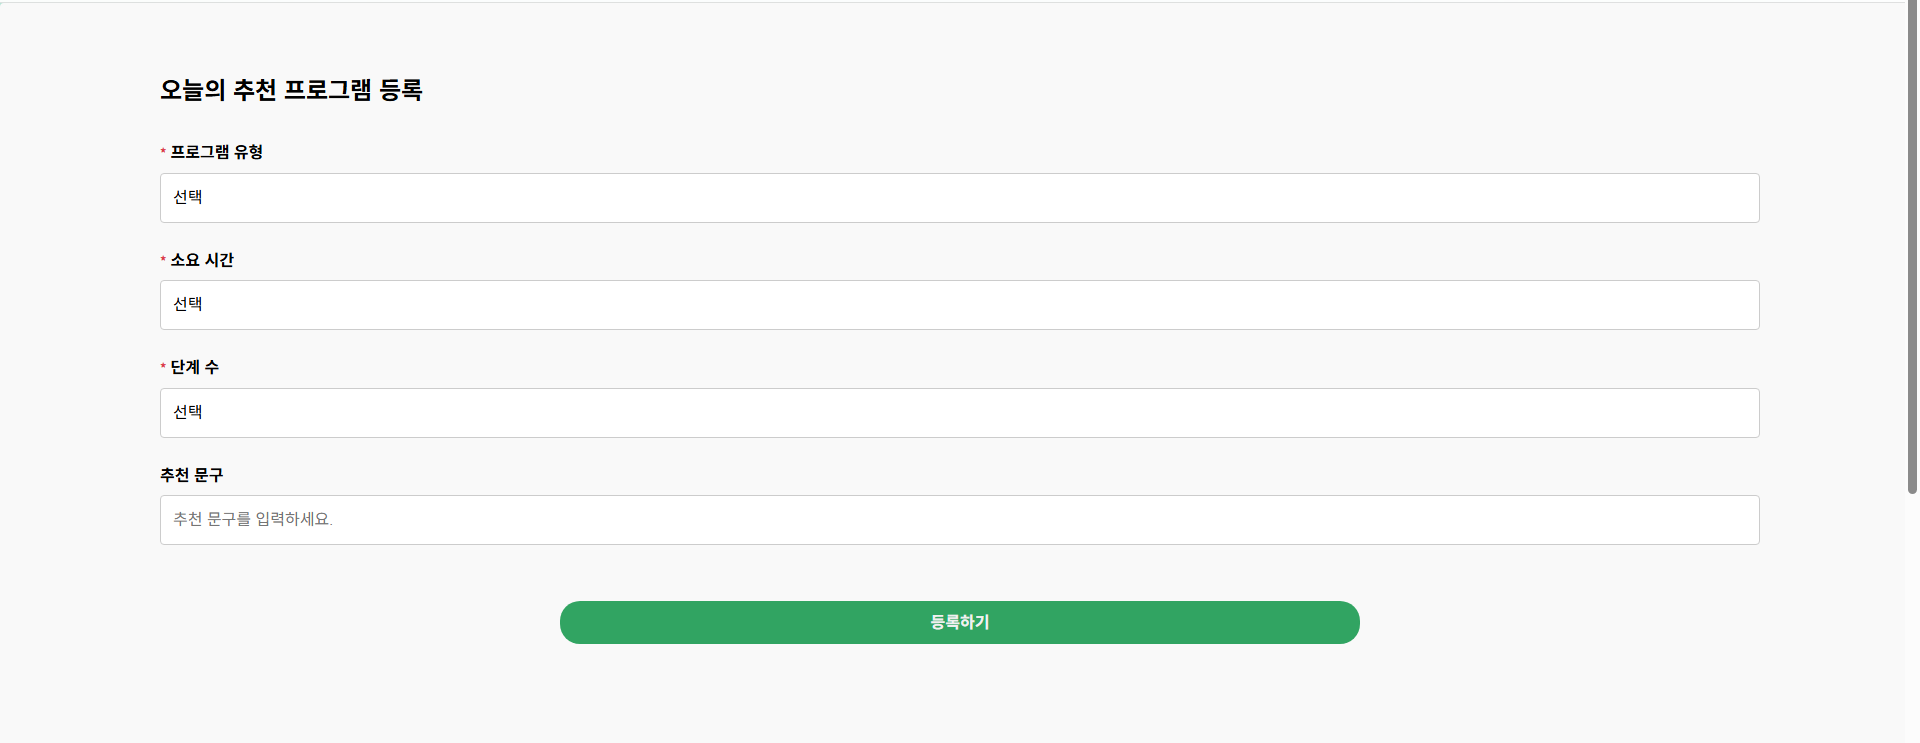 오늘의 추천 프로그램 등록
* 프로그램 유형
선택
* 소요 시간
선택
* 단계 수
선택
추천 문구
추천 문구를 입력하세요.
등록하기